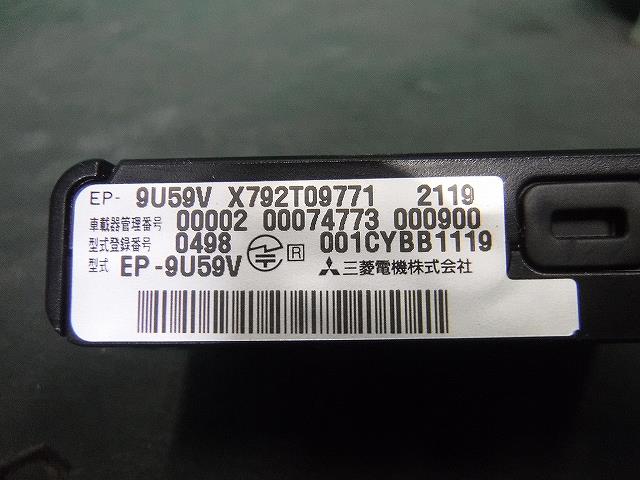 EP- 9U59V X792T09771 2119
車載器管理番号 00002 00074773 000900
型式登録番号 0498 R 001CYBB1119
型式 EP-9U59V 三菱電機株式会社